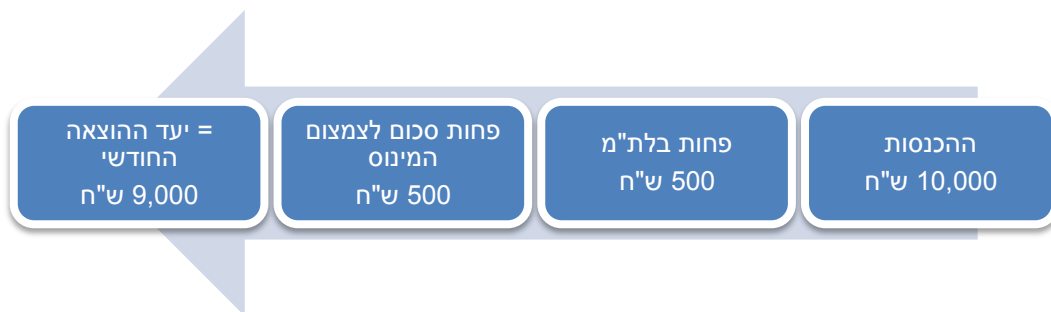 ההכנסות
10,000 ש"ח
פחות בלת"מ
500 ש"ח
פחות סכום לצמצום
המינוס
500 ש"ח
= יעד ההוצאה
החודשי
9,000 ש"ח